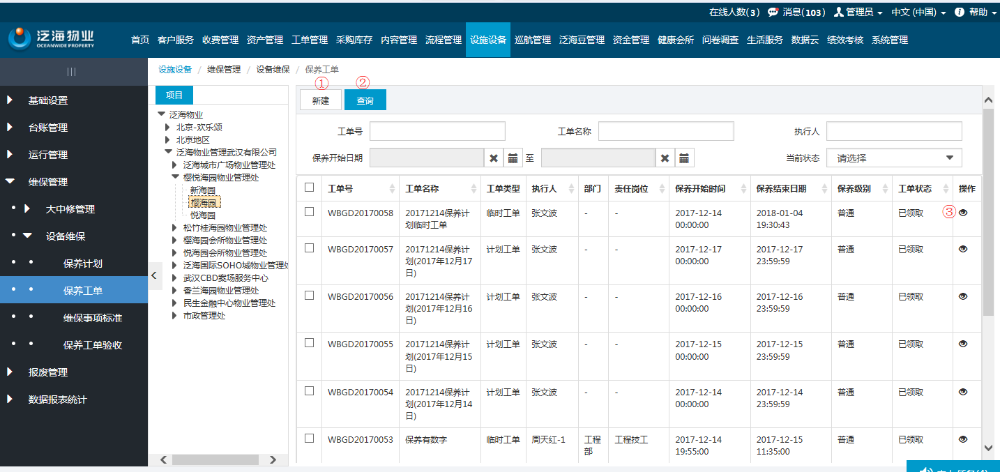 在线人数(3) 消息(103) 管理员 中文 (中国) 帮助
泛海物业
OCEANWIDE PROPERTY
首页 客户服务 收费管理 资产管理 工单管理 采购库存 内容管理 流程管理 设施设备 巡航管理 泛海豆管理 资金管理 健康会所 问卷调查 生活服务 数据云 绩效考核 系统管理
设施设备 / 维保管理 / 设备维保 / 保养工单
基础设置
台账管理
运行管理
维保管理
大中修管理
设备维保
保养计划
保养工单
维保事项标准
保养工单验收
报废管理
数据报表统计
项目
泛海物业
北京-欢乐颂
北京地区
泛海物业管理武汉有限公司
泛海城市广场物业管理处
樱悦海园物业管理处
新海园
樱海园
悦海园
松竹桂海园物业管理处
樱海园会所物业管理处
悦海园会所物业管理处
泛海国际SOHO城物业管理处
武汉CBD案场服务中心
香兰海园物业管理处
民生金融中心物业管理处
市政管理处
① ②
新建 查询
工单号 工单名称 执行人
保养开始日期 至 当前状态 请选择
工单号 工单名称 工单类型 执行人 部门 责任岗位 保养开始时间 保养结束日期 保养级别 工单状态 操作
WBGD20170058 20171214保养计 临时工单 张文波 - - 2017-12-14 2018-01-04 普通 已领取 ③
划临时工单 00:00:00 19:30:43
WBGD20170057 20171214保养计 计划工单 张文波 - - 2017-12-17 2017-12-17 普通 已领取
划(2017年12月17 00:00:00 23:59:59
日)
WBGD20170056 20171214保养计 计划工单 张文波 - - 2017-12-16 2017-12-16 普通 已领取
划(2017年12月16 00:00:00 23:59:59
日)
WBGD20170055 20171214保养计 计划工单 张文波 - - 2017-12-15 2017-12-15 普通 已领取
划(2017年12月15 00:00:00 23:59:59
日)
WBGD20170054 20171214保养计 计划工单 张文波 - - 2017-12-14 2017-12-14 普通 已领取
划(2017年12月14 00:00:00 23:59:59
日)
WBGD20170053 保养有数字 临时工单 周天红-1 工程 工程技工 2017-12-14 2017-12-15 普通 已领取
部 19:55:00 11:35:00